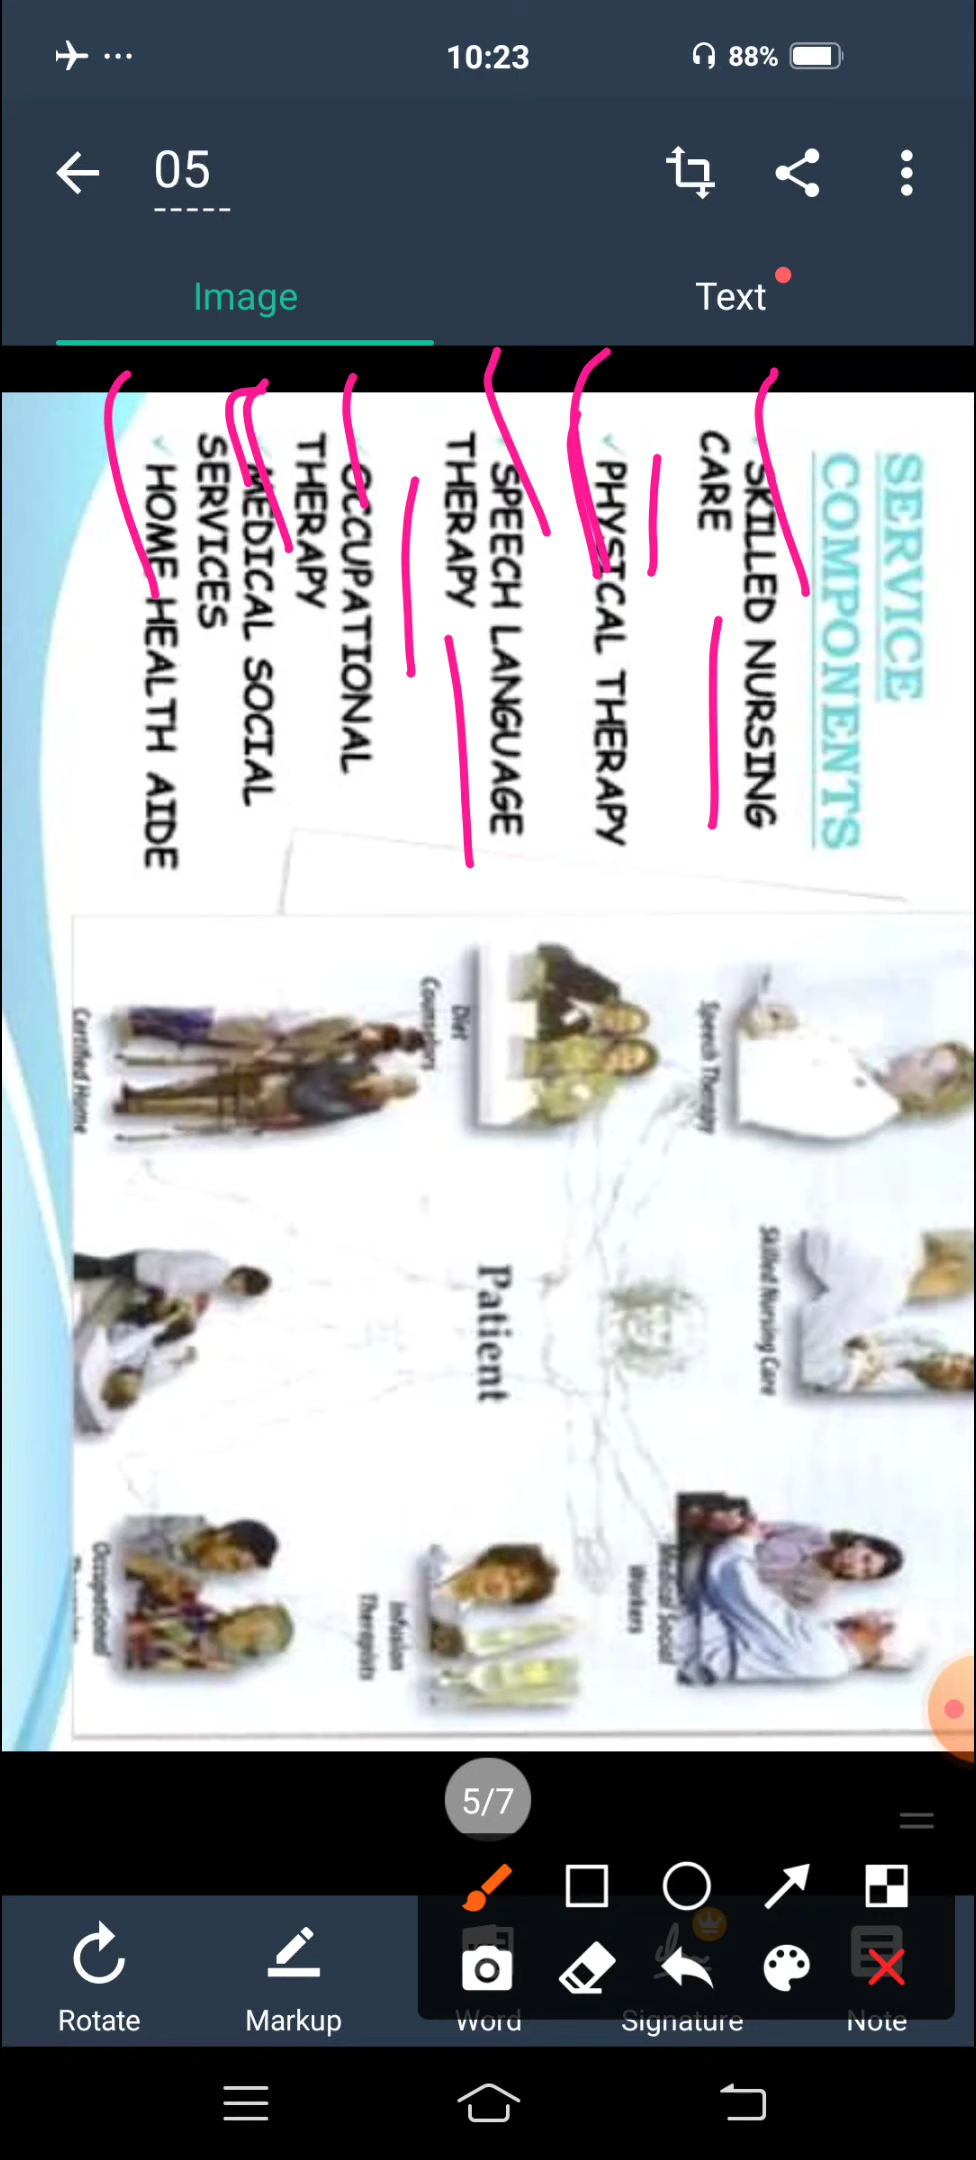 10:23
88%
05
Image
Text
SERVICE
COMPONENTS
SKILLED NURSING
CARE
PHYSICAL THERAPY
SPEECH LANGUAGE
THERAPY
OCCUPATIONAL
THERAPY
MEDICAL SOCIAL
SERVICES
HOME HEALTH AIDE
Speech Therapy
Skilled Nursing Care
Medical Social
Workers
Diet
Counselors
Patient
Infusion
Therapists
Certified Home
Occupational
5/7
Rotate
Markup
Word
Signature
Note